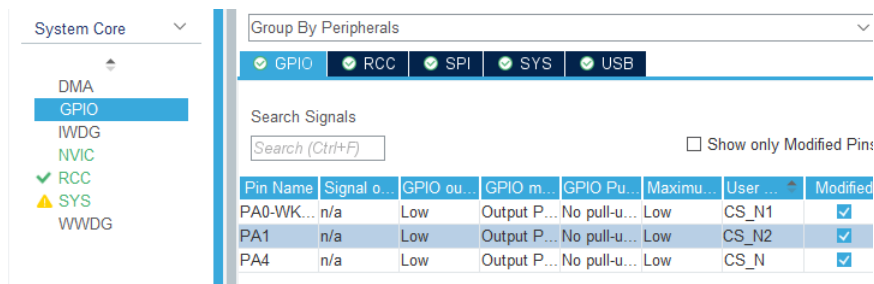 System Core
DMA
GPIO
IWDG
NVIC
RCC
SYS
WWDG
Group By Peripherals
GPIO RCC SPI SYS USB
Search Signals
Search (Ctrl+F)
Show only Modified Pins
Pin Name Signal o... GPIO ou... GPIO m... GPIO Pu... Maximu... User ... Modified
PA0-WK... n/a Low Output P... No pull-u... Low CS_N1
PA1 n/a Low Output P... No pull-u... Low CS_N2
PA4 n/a Low Output P... No pull-u... Low CS_N